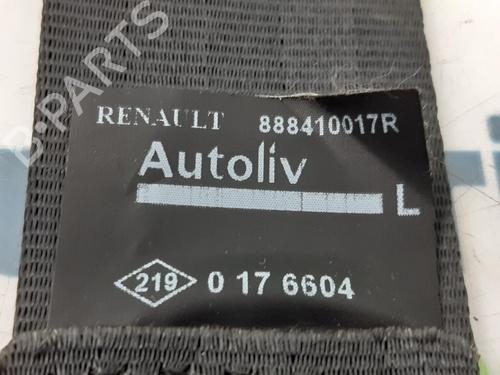 B-PARTS
RENAULT 888410017R
Autoliv
L
219 0 17 6604